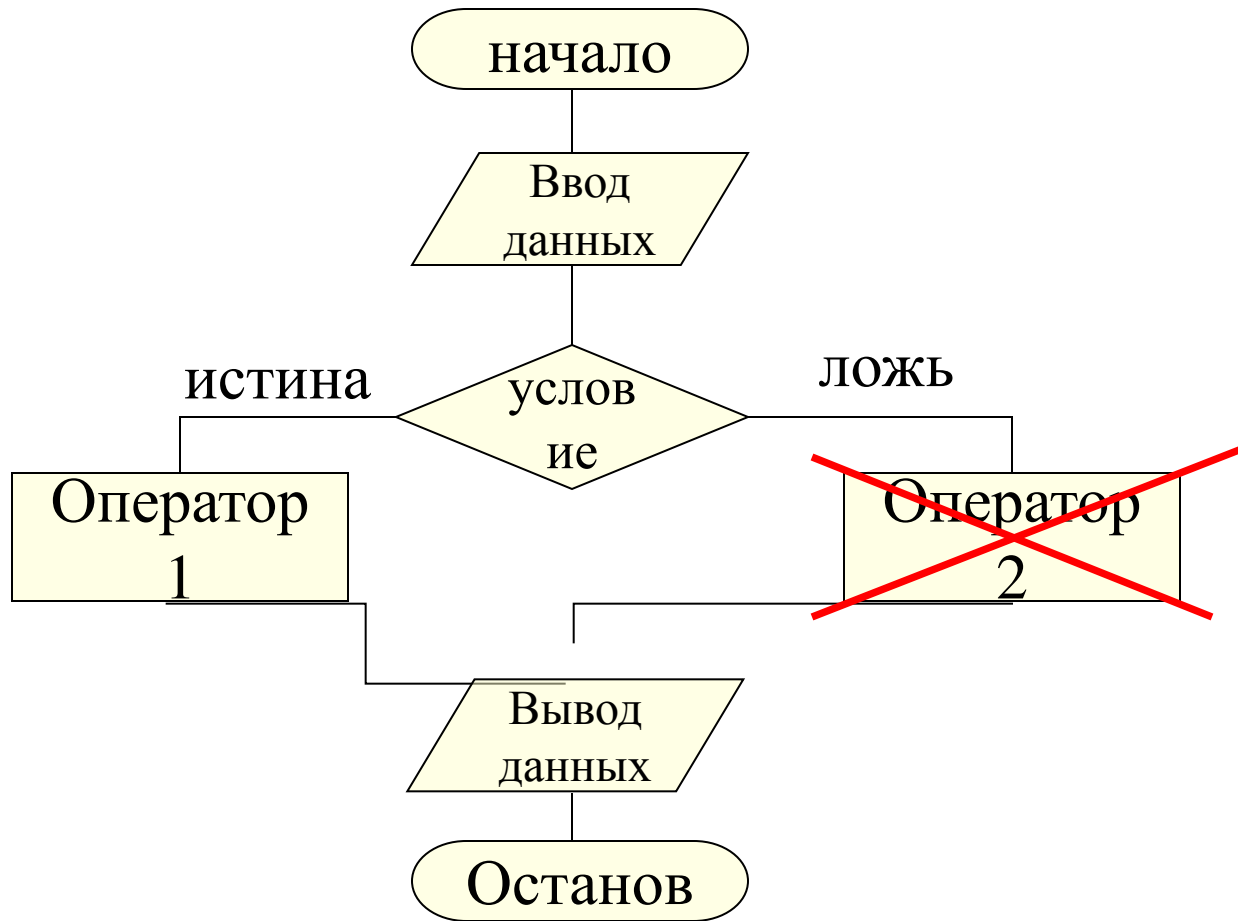 начало
Ввод
данных
истина
ложь
услов
ие
Оператор
1
Оператор
2
Вывод
данных
Останов